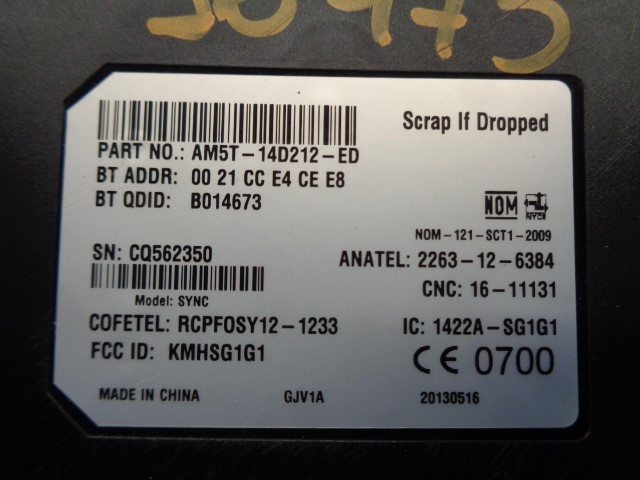 Scrap If Dropped
PART NO.: AM5T-14D212-ED
BT ADDR: 00 21 CC E4 CE E8
BT QDID: B014673
NOM NYCE
NOM-121-SCT1-2009
SN: CQ562350
ANATEL: 2263-12-6384
CNC: 16-11131
Model: SYNC
COFETEL: RCPFOSY12-1233
IC: 1422A-SG1G1
FCC ID: KMHSG1G1
CE 0700
MADE IN CHINA
GJV1A
20130516